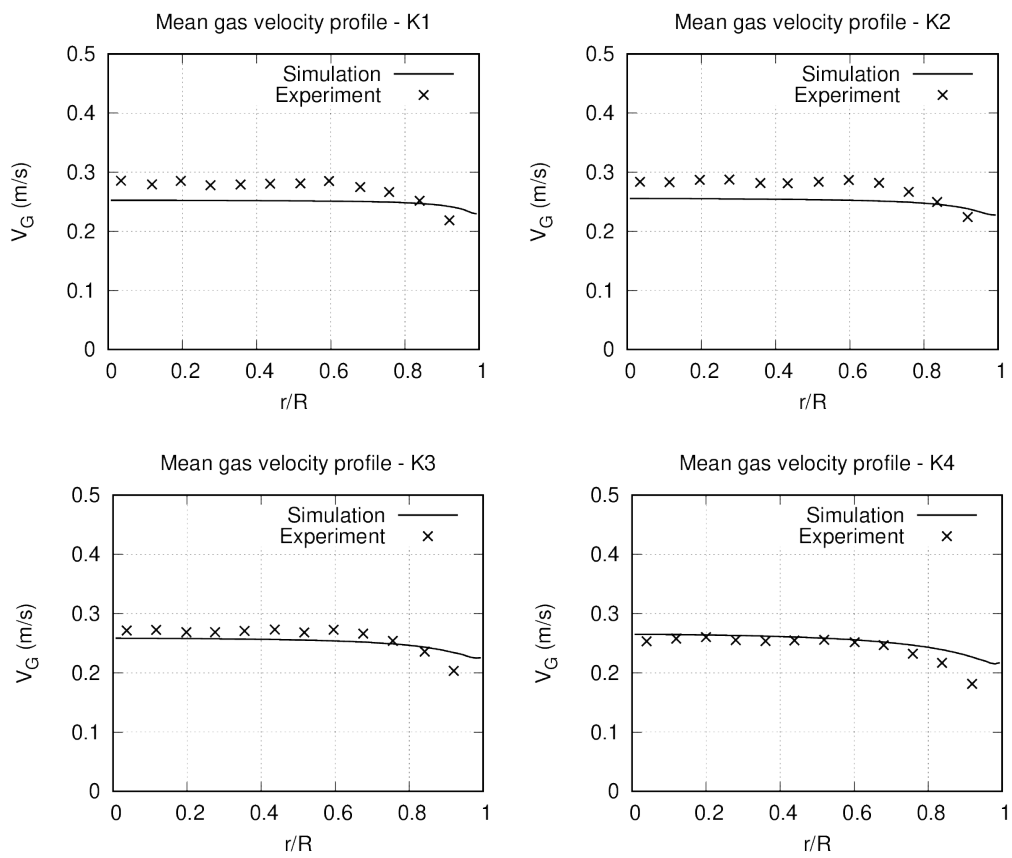 Mean gas velocity profile - K1
0.5
0.4
0.3
0.2
0.1
0
V_G (m/s)
Simulation
Experiment
0 0.2 0.4 0.6 0.8 1
r/R
Mean gas velocity profile - K2
0.5
0.4
0.3
0.2
0.1
0
V_G (m/s)
Simulation
Experiment
0 0.2 0.4 0.6 0.8 1
r/R
Mean gas velocity profile - K3
0.5
0.4
0.3
0.2
0.1
0
V_G (m/s)
Simulation
Experiment
0 0.2 0.4 0.6 0.8 1
r/R
Mean gas velocity profile - K4
0.5
0.4
0.3
0.2
0.1
0
V_G (m/s)
Simulation
Experiment
0 0.2 0.4 0.6 0.8 1
r/R